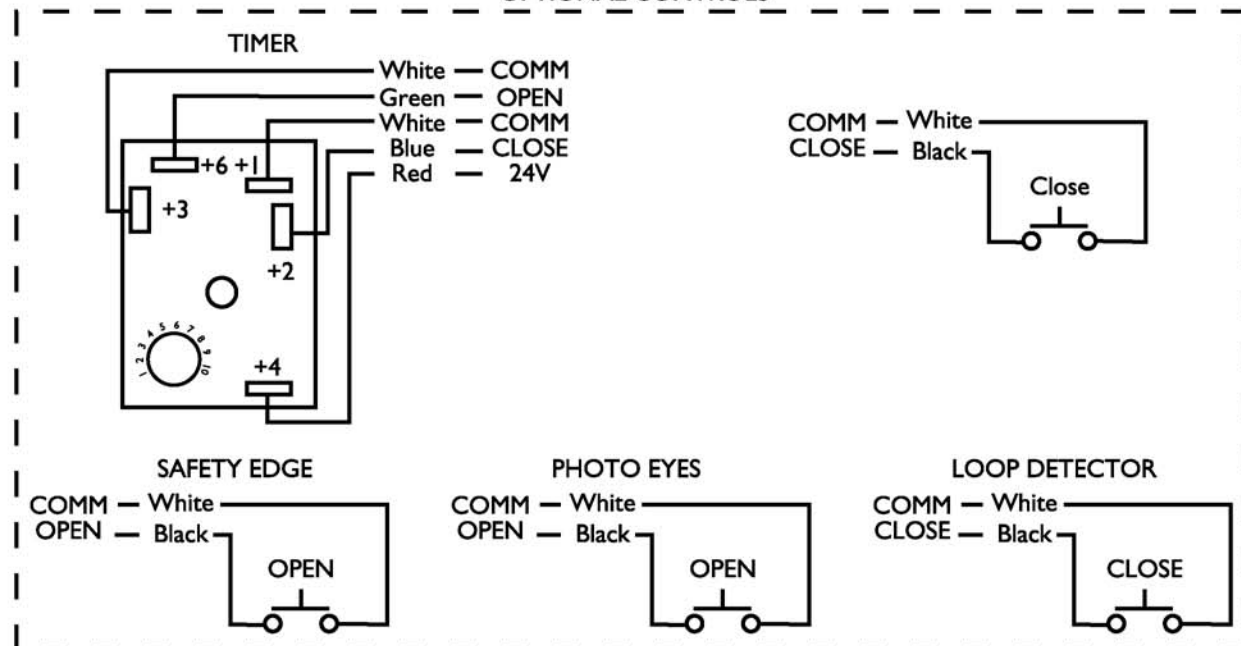 OPTIONAL CONTROLS
TIMER
White — COMM
Green — OPEN
White — COMM
Blue — CLOSE
Red — 24V
+6 +1
+3
+2
1 2 3 4 5 6 7 8 9 10
+4
COMM — White
CLOSE — Black
Close
SAFETY EDGE
COMM — White
OPEN — Black
OPEN
PHOTO EYES
COMM — White
OPEN — Black
OPEN
LOOP DETECTOR
COMM — White
CLOSE — Black
CLOSE